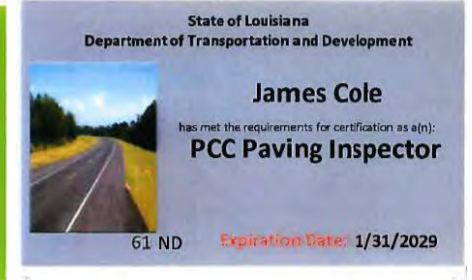 State of Louisiana
Department of Transportation and Development
James Cole
has met the requirements for certification as a(n):
PCC Paving Inspector
61 ND Expiration Date: 1/31/2029